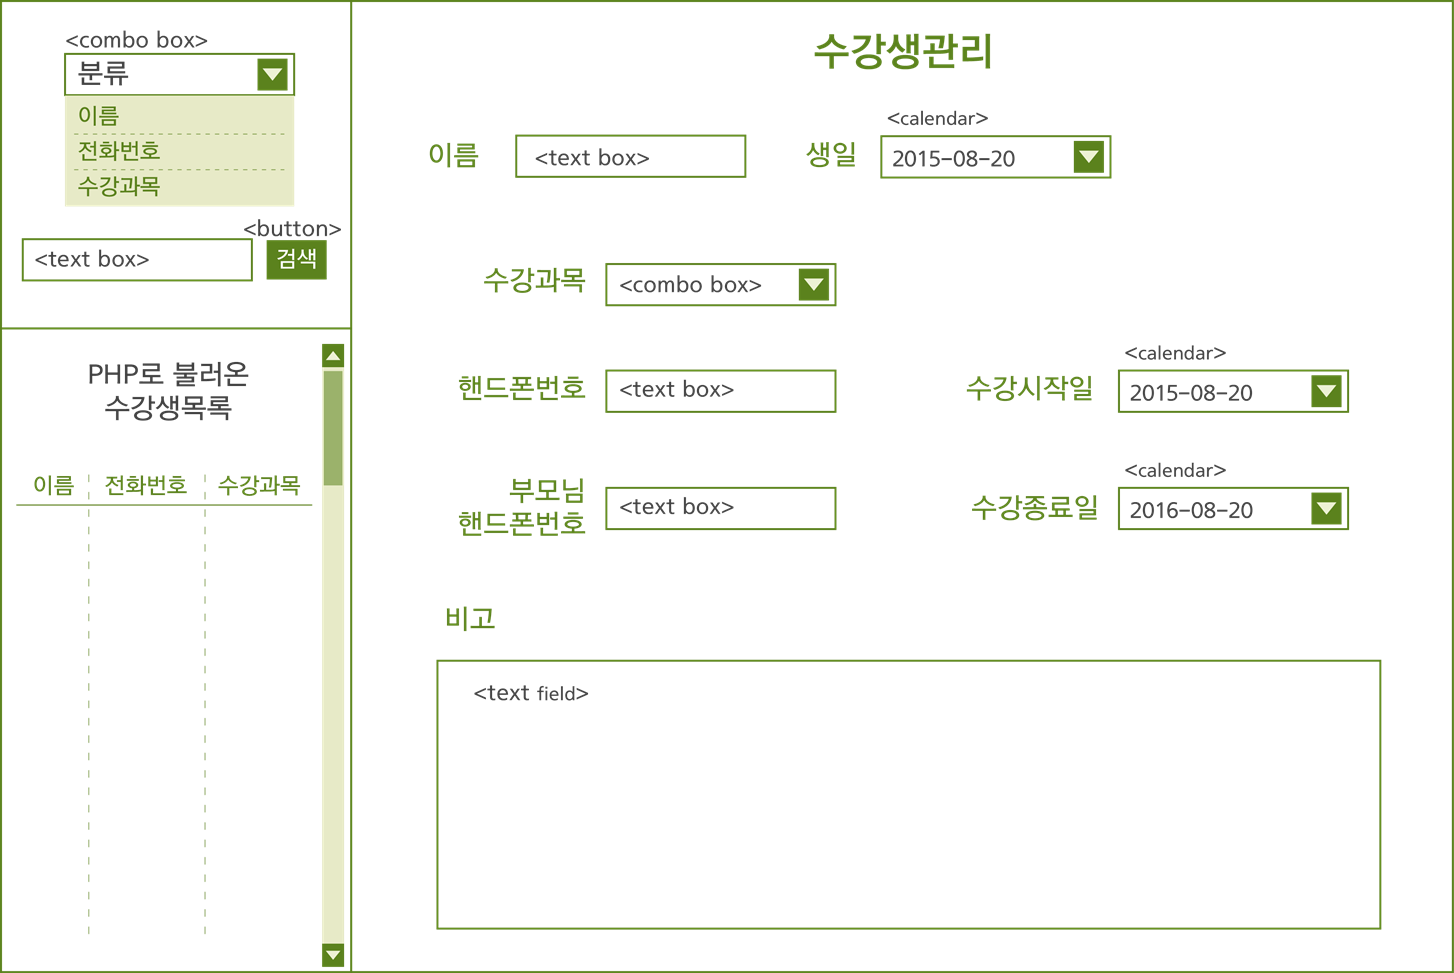 <combo box>
분류
이름
전화번호
수강과목
<button>
<text box>
검색
PHP로 불러온
수강생목록
이름 전화번호 수강과목
수강생관리
<calendar>
이름 <text box> 생일 2015-08-20
수강과목 <combo box>
<calendar>
핸드폰번호 <text box> 수강시작일 2015-08-20
<calendar>
부모님
핸드폰번호 <text box> 수강종료일 2016-08-20
비고
<text field>